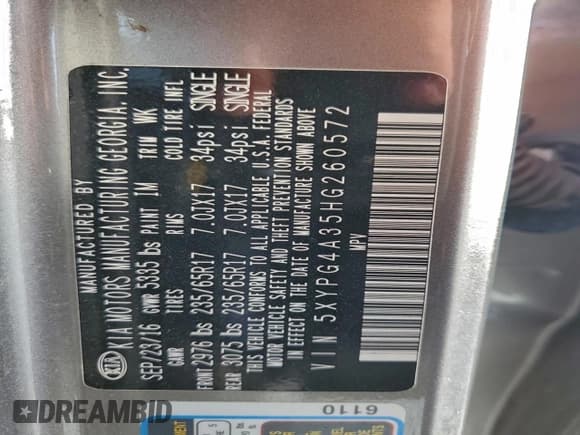 MANUFACTURED BY
KIA KIA MOTORS MANUFACTURING GEORGIA, INC.
SEP/23/16 GVWR 5335 lbs PAINT IM TRIM WK
GAWR TIRES RIMS COLD TIRE INFL
FRONT 2976 lbs 235/65R17 7.0JX17 34psi SINGLE
REAR 3075 lbs 235/65R17 7.0JX17 34psi SINGLE
THIS VEHICLE CONFORMS TO ALL APPLICABLE U.S.A. FEDERAL
MOTOR VEHICLE SAFETY AND THEFT PREVENTION STANDARDS
IN EFFECT ON THE DATE OF MANUFACTURE SHOWN ABOVE
VIN 5XYPG4A35HG260572
MPV
6110
DREAMBID